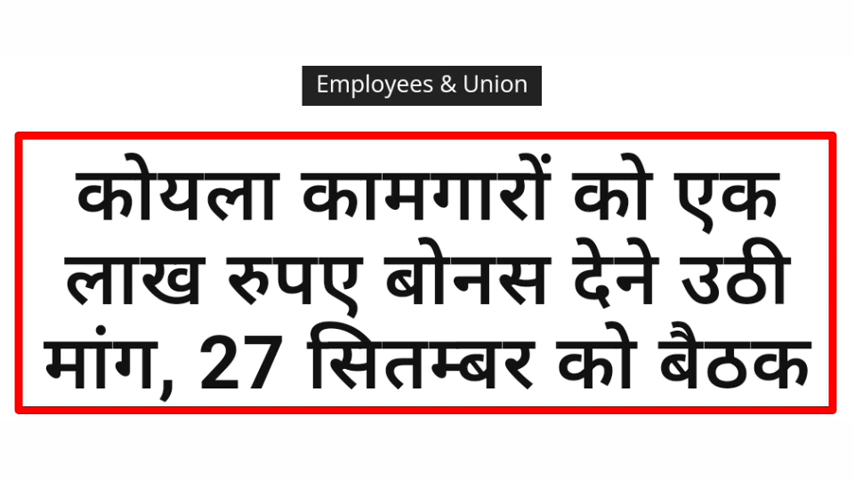 Employees & Union
कोयला कामगारों को एक
लाख रुपए बोनस देने उठी
मांग, 27 सितम्बर को बैठक